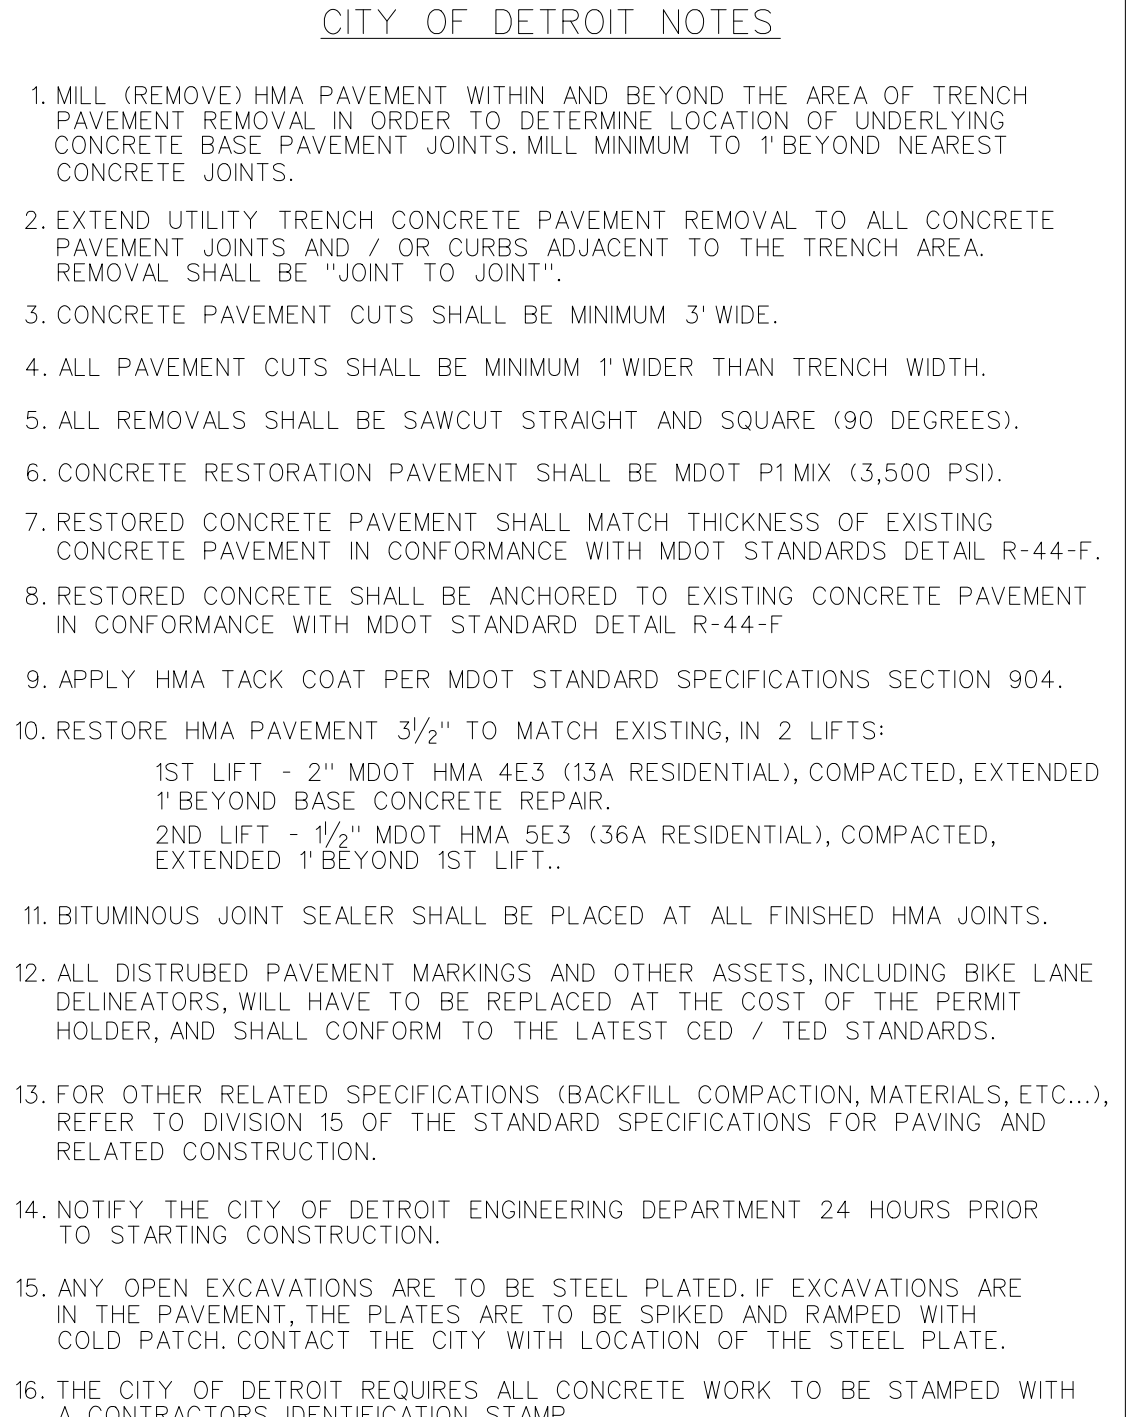 CITY OF DETROIT NOTES
1. MILL (REMOVE) HMA PAVEMENT WITHIN AND BEYOND THE AREA OF TRENCH
PAVEMENT REMOVAL IN ORDER TO DETERMINE LOCATION OF UNDERLYING
CONCRETE BASE PAVEMENT JOINTS. MILL MINIMUM TO 1' BEYOND NEAREST
CONCRETE JOINTS.
2. EXTEND UTILITY TRENCH CONCRETE PAVEMENT REMOVAL TO ALL CONCRETE
PAVEMENT JOINTS AND / OR CURBS ADJACENT TO THE TRENCH AREA.
REMOVAL SHALL BE "JOINT TO JOINT".
3. CONCRETE PAVEMENT CUTS SHALL BE MINIMUM 3' WIDE.
4. ALL PAVEMENT CUTS SHALL BE MINIMUM 1' WIDER THAN TRENCH WIDTH.
5. ALL REMOVALS SHALL BE SAWCUT STRAIGHT AND SQUARE (90 DEGREES).
6. CONCRETE RESTORATION PAVEMENT SHALL BE MDOT P1 MIX (3,500 PSI).
7. RESTORED CONCRETE PAVEMENT SHALL MATCH THICKNESS OF EXISTING
CONCRETE PAVEMENT IN CONFORMANCE WITH MDOT STANDARDS DETAIL R-44-F.
8. RESTORED CONCRETE SHALL BE ANCHORED TO EXISTING CONCRETE PAVEMENT
IN CONFORMANCE WITH MDOT STANDARD DETAIL R-44-F
9. APPLY HMA TACK COAT PER MDOT STANDARD SPECIFICATIONS SECTION 904.
10. RESTORE HMA PAVEMENT 3½" TO MATCH EXISTING, IN 2 LIFTS:
1ST LIFT - 2" MDOT HMA 4E3 (13A RESIDENTIAL), COMPACTED, EXTENDED
1' BEYOND BASE CONCRETE REPAIR.
2ND LIFT - 1½" MDOT HMA 5E3 (36A RESIDENTIAL), COMPACTED,
EXTENDED 1' BEYOND 1ST LIFT..
11. BITUMINOUS JOINT SEALER SHALL BE PLACED AT ALL FINISHED HMA JOINTS.
12. ALL DISTRUBED PAVEMENT MARKINGS AND OTHER ASSETS, INCLUDING BIKE LANE
DELINEATORS, WILL HAVE TO BE REPLACED AT THE COST OF THE PERMIT
HOLDER, AND SHALL CONFORM TO THE LATEST CED / TED STANDARDS.
13. FOR OTHER RELATED SPECIFICATIONS (BACKFILL COMPACTION, MATERIALS, ETC...),
REFER TO DIVISION 15 OF THE STANDARD SPECIFICATIONS FOR PAVING AND
RELATED CONSTRUCTION.
14. NOTIFY THE CITY OF DETROIT ENGINEERING DEPARTMENT 24 HOURS PRIOR
TO STARTING CONSTRUCTION.
15. ANY OPEN EXCAVATIONS ARE TO BE STEEL PLATED. IF EXCAVATIONS ARE
IN THE PAVEMENT, THE PLATES ARE TO BE SPIKED AND RAMPED WITH
COLD PATCH. CONTACT THE CITY WITH LOCATION OF THE STEEL PLATE.
16. THE CITY OF DETROIT REQUIRES ALL CONCRETE WORK TO BE STAMPED WITH
A CONTRACTORS IDENTIFICATION STAMP